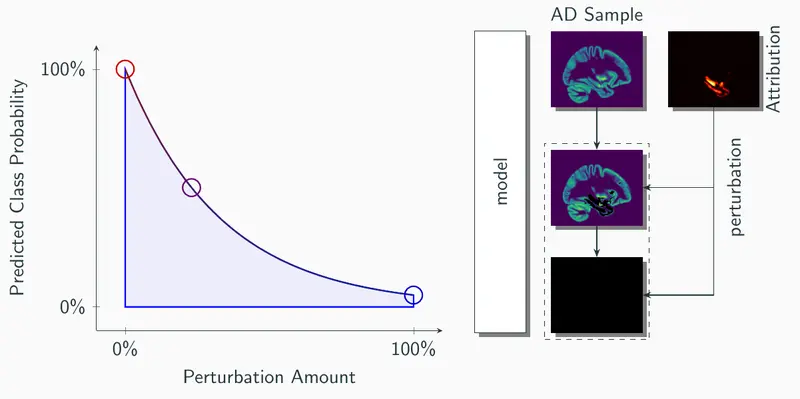 Predicted Class Probability
100%
0%
0%
100%
Perturbation Amount
model
AD Sample
Attribution
perturbation